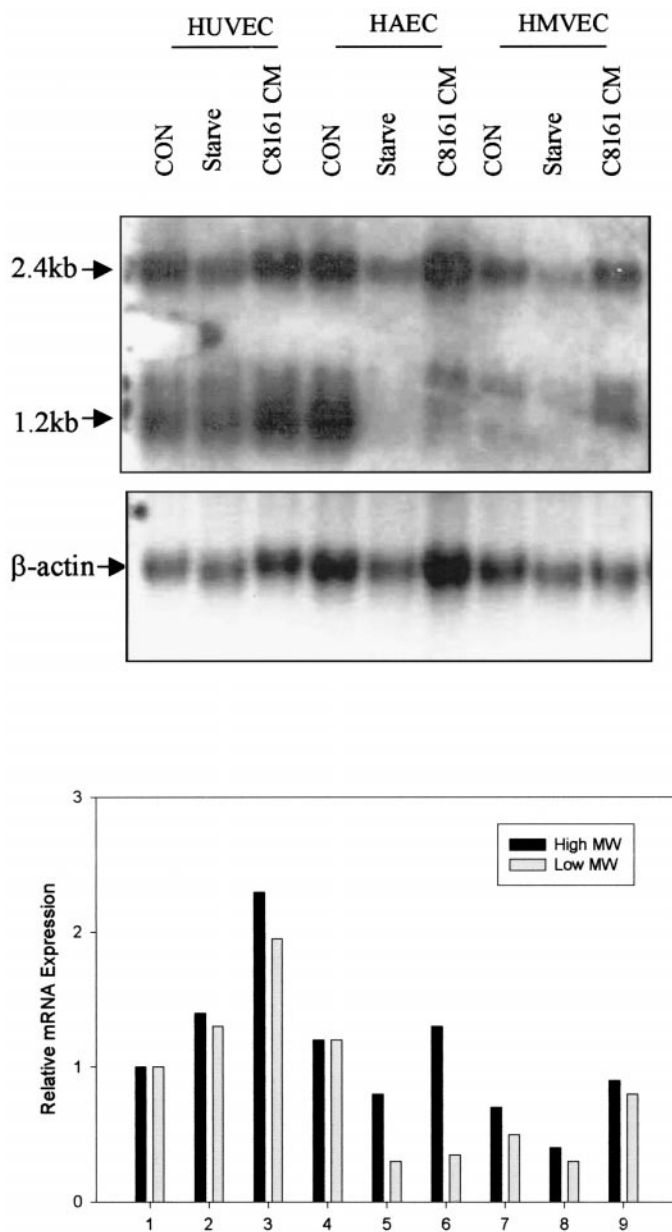 HUVEC HAEC HMVEC
CON Starve C8161 CM CON Starve C8161 CM CON Starve C8161 CM
2.4kb
1.2kb
β-actin
3
High MW
Low MW
2
1
0
Relative mRNA Expression
1 2 3 4 5 6 7 8 9